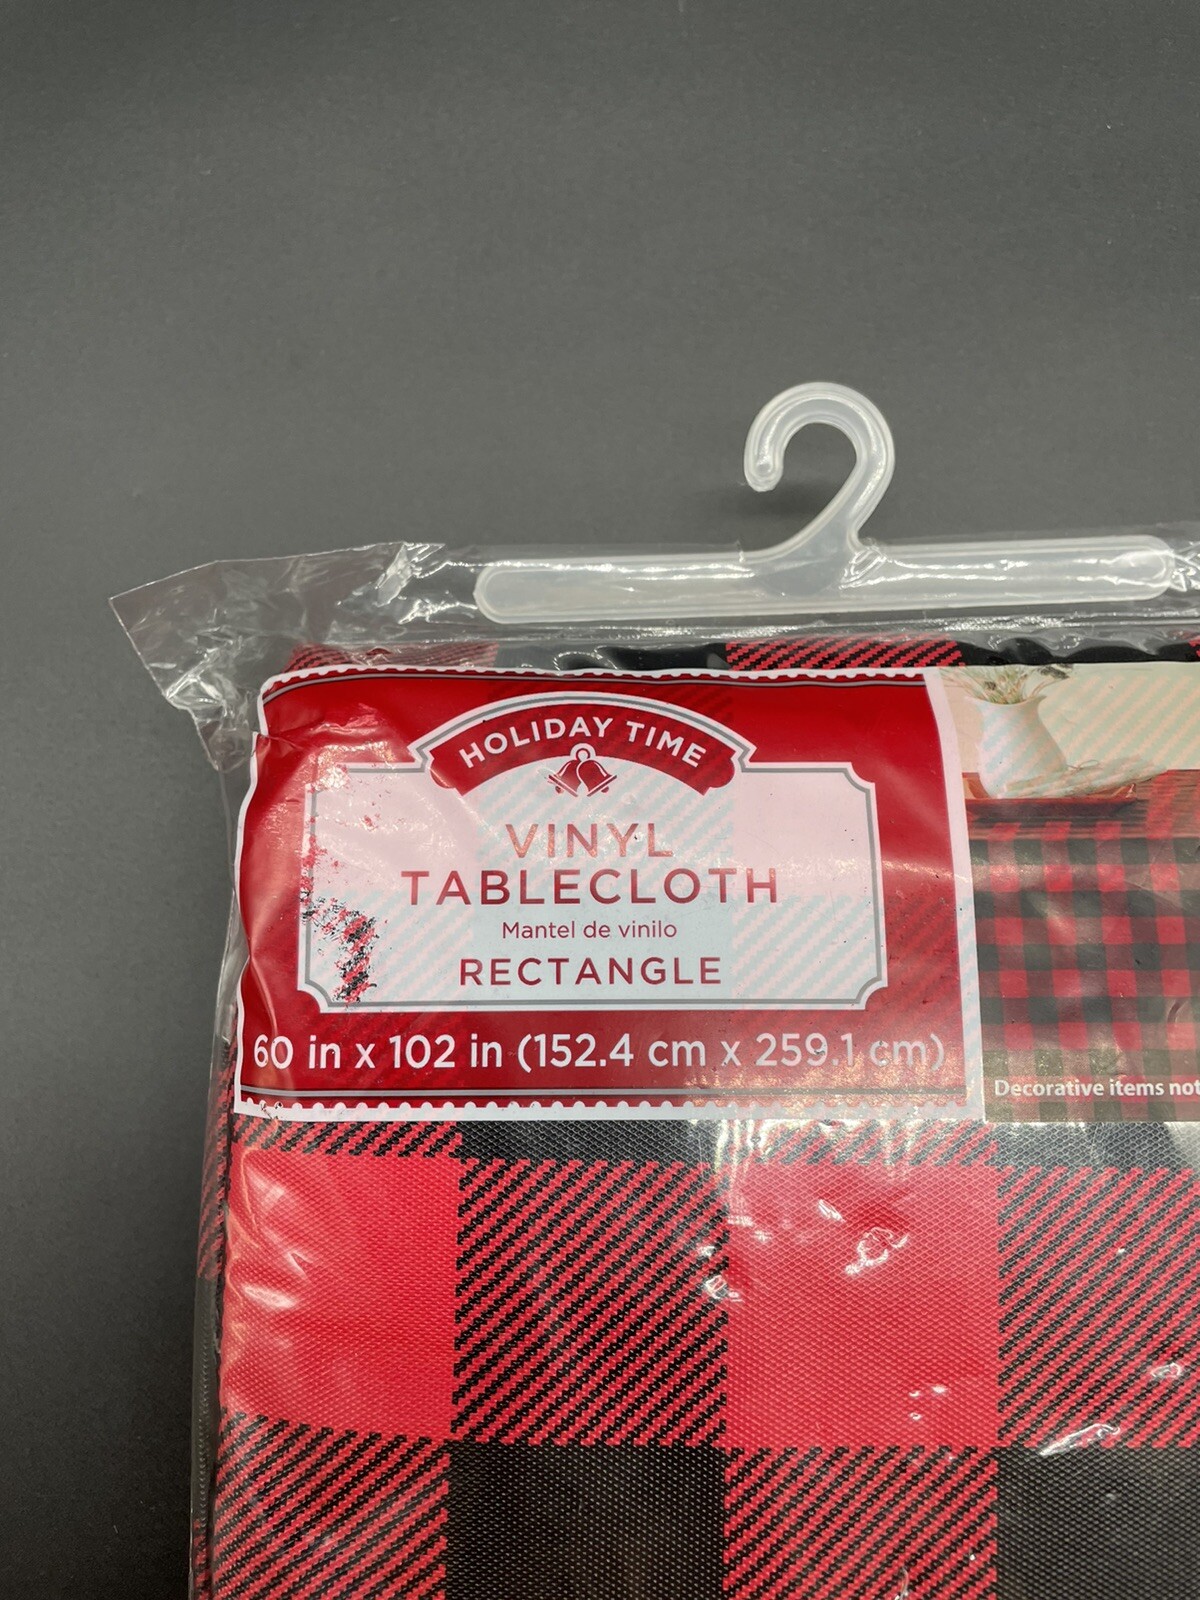 HOLIDAY TIME
VINYL
TABLECLOTH
Mantel de vinilo
RECTANGLE
60 in x 102 in (152.4 cm x 259.1 cm)
Decorative items not